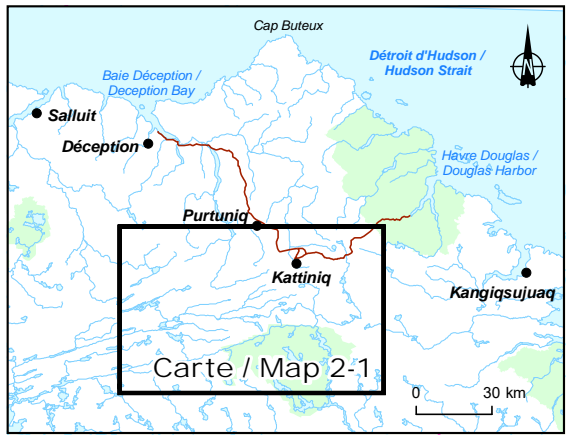 Cap Buteux
Détroit d'Hudson /
Hudson Strait
N
Baie Déception /
Deception Bay
Salluit
Déception
Havre Douglas /
Douglas Harbor
Purtuniq
Kattiniq
Kangiqsujuaq
Carte / Map 2-1
0 30 km